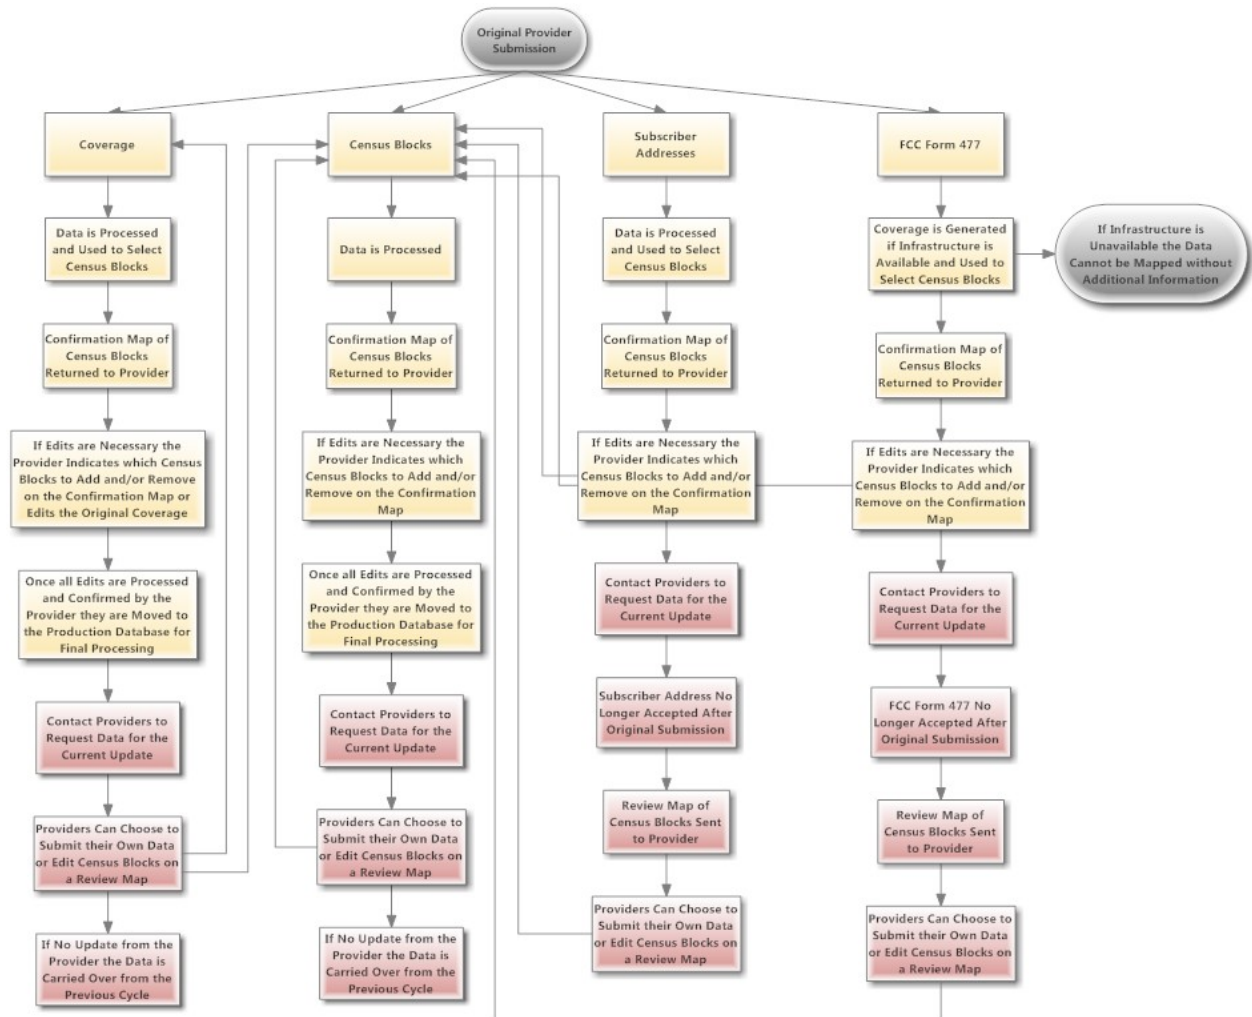 Original Provider
Submission
Coverage
Census Blocks
Subscriber
Addresses
FCC Form 477
Data is Processed
and Used to Select
Census Blocks
Data is Processed
Data is Processed
and Used to Select
Census Blocks
Coverage is Generated
if Infrastructure is
Available and Used to
Select Census Blocks
If Infrastructure is
Unavailable the Data
Cannot be Mapped without
Additional Information
Confirmation Map of
Census Blocks
Returned to Provider
Confirmation Map of
Census Blocks
Returned to Provider
Confirmation Map of
Census Blocks
Returned to Provider
Confirmation Map of
Census Blocks
Returned to Provider
If Edits are Necessary the
Provider Indicates which Census
Blocks to Add and/or Remove
on the Confirmation Map or
Edits the Original Coverage
If Edits are Necessary the
Provider Indicates which
Census Blocks to Add and/or
Remove on the Confirmation
Map
If Edits are Necessary the
Provider Indicates which
Census Blocks to Add and/or
Remove on the Confirmation
Map
If Edits are Necessary the
Provider Indicates which
Census Blocks to Add and/or
Remove on the Confirmation
Map
Once all Edits are Processed
and Confirmed by the
Provider they are Moved to
the Production Database for
Final Processing
Once all Edits are Processed
and Confirmed by the
Provider they are Moved to
the Production Database for
Final Processing
Contact Providers to
Request Data for the
Current Update
Contact Providers to
Request Data for the
Current Update
Contact Providers to
Request Data for the
Current Update
Contact Providers to
Request Data for the
Current Update
Subscriber Address No
Longer Accepted After
Original Submission
FCC Form 477 No
Longer Accepted After
Original Submission
Providers Can Choose to
Submit their Own Data
or Edit Census Blocks on
a Review Map
Providers Can Choose to
Submit their Own Data
or Edit Census Blocks on
a Review Map
Review Map of
Census Blocks Sent
to Provider
Review Map of
Census Blocks Sent
to Provider
If No Update from the
Provider the Data is
Carried Over from the
Previous Cycle
If No Update from the
Provider the Data is
Carried Over from the
Previous Cycle
Providers Can Choose to
Submit their Own Data
or Edit Census Blocks on
a Review Map
Providers Can Choose to
Submit their Own Data
or Edit Census Blocks on
a Review Map